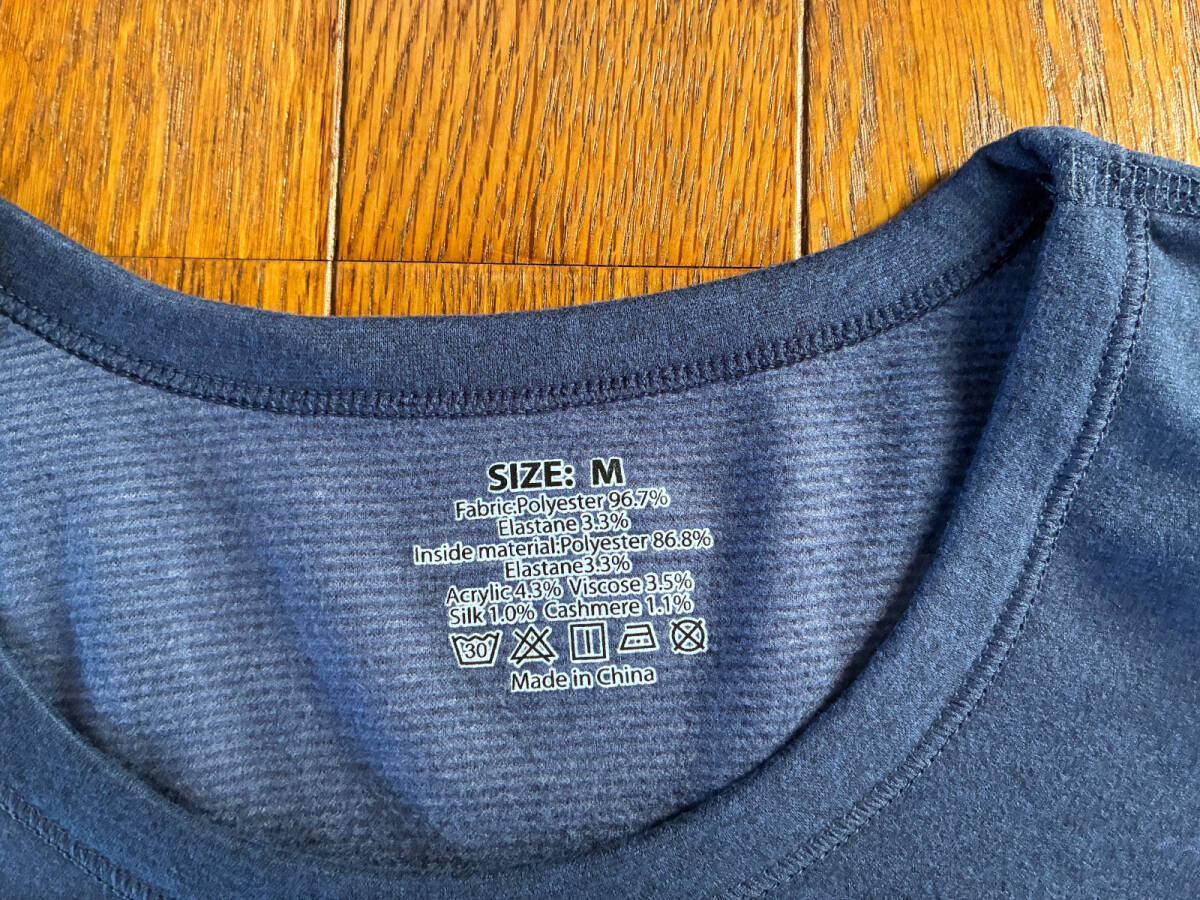 SIZE: M
Fabric:Polyester 96.7%
Elastane 3.3%
Inside material:Polyester 86.8%
Elastane3.3%
Acrylic 4.3% Viscose 3.5%
Silk 1.0% Cashmere 1.1%
30
Made in China